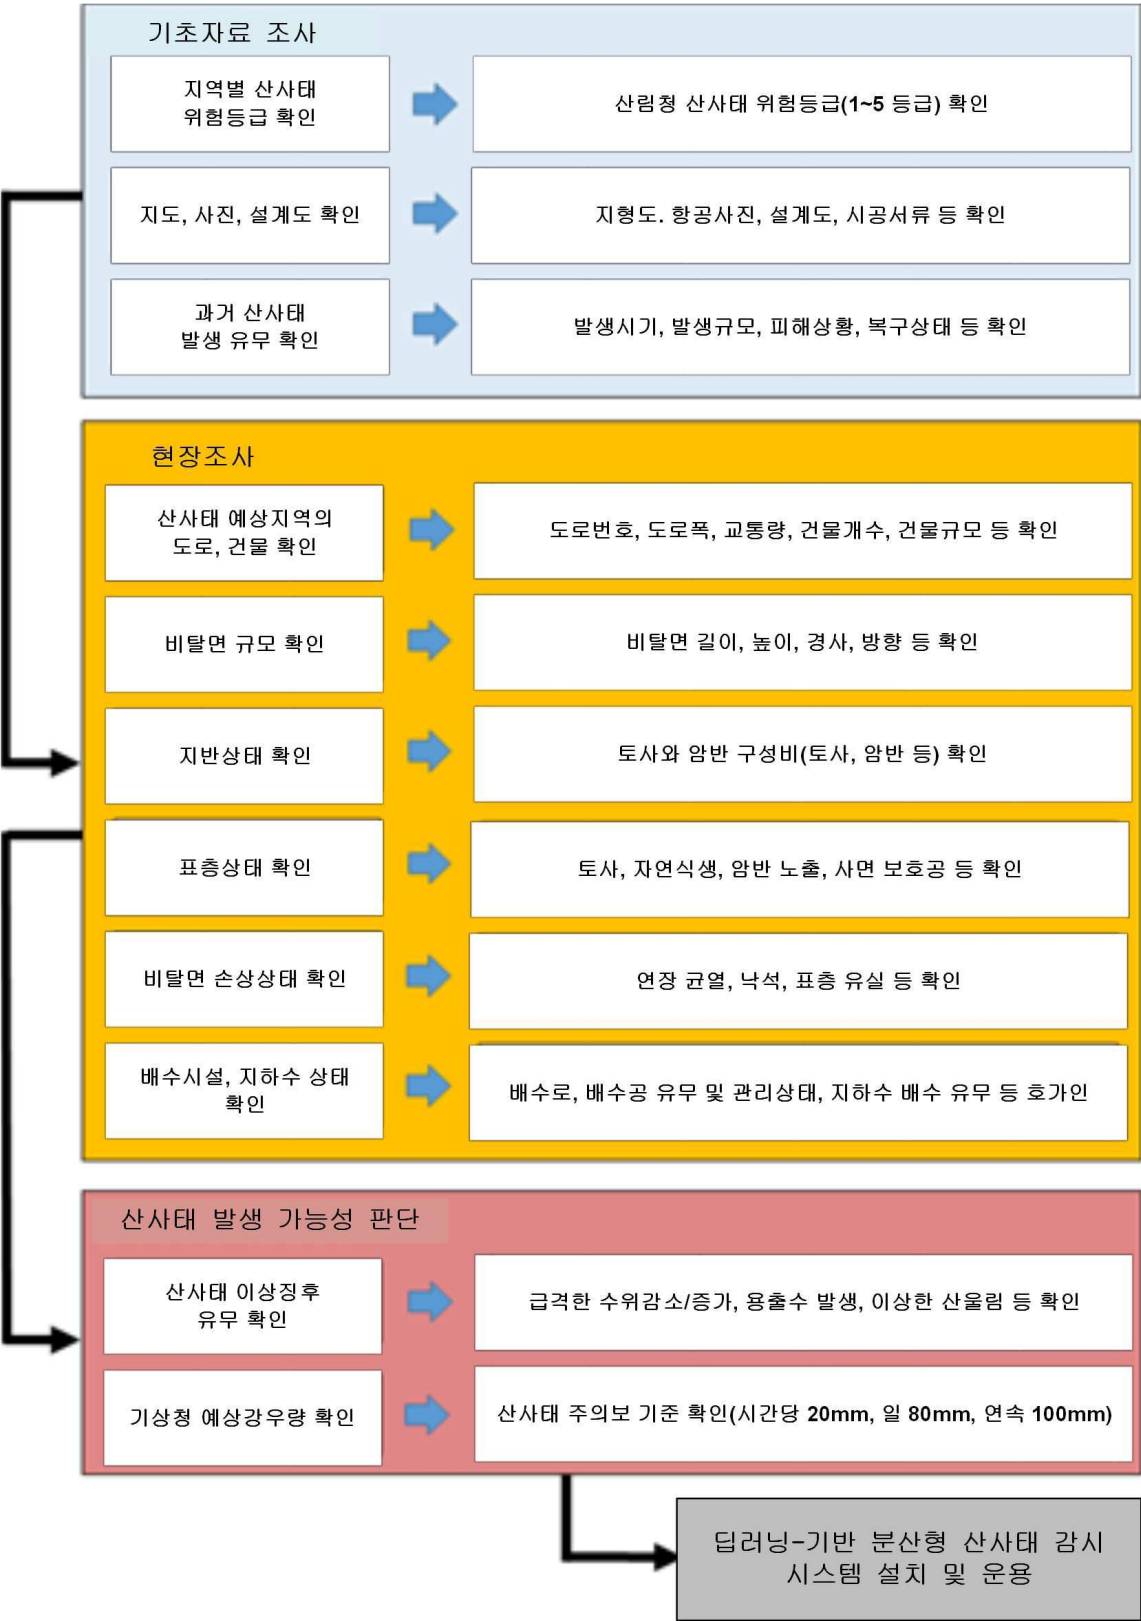 기초자료 조사
지역별 산사태
위험등급 확인
산림청 산사태 위험등급(1~5 등급) 확인
지도, 사진, 설계도 확인
지형도. 항공사진, 설계도, 시공서류 등 확인
과거 산사태
발생 유무 확인
발생시기, 발생규모, 피해상황, 복구상태 등 확인
현장조사
산사태 예상지역의
도로, 건물 확인
도로번호, 도로폭, 교통량, 건물개수, 건물규모 등 확인
비탈면 규모 확인
비탈면 길이, 높이, 경사, 방향 등 확인
지반상태 확인
토사와 암반 구성비(토사, 암반 등) 확인
표층상태 확인
토사, 자연식생, 암반 노출, 사면 보호공 등 확인
비탈면 손상상태 확인
연장 균열, 낙석, 표층 유실 등 확인
배수시설, 지하수 상태
확인
배수로, 배수공 유무 및 관리상태, 지하수 배수 유무 등 호가인
산사태 발생 가능성 판단
산사태 이상징후
유무 확인
급격한 수위감소/증가, 용출수 발생, 이상한 산울림 등 확인
기상청 예상강우량 확인
산사태 주의보 기준 확인(시간당 20mm, 일 80mm, 연속 100mm)
딥러닝-기반 분산형 산사태 감시
시스템 설치 및 운용